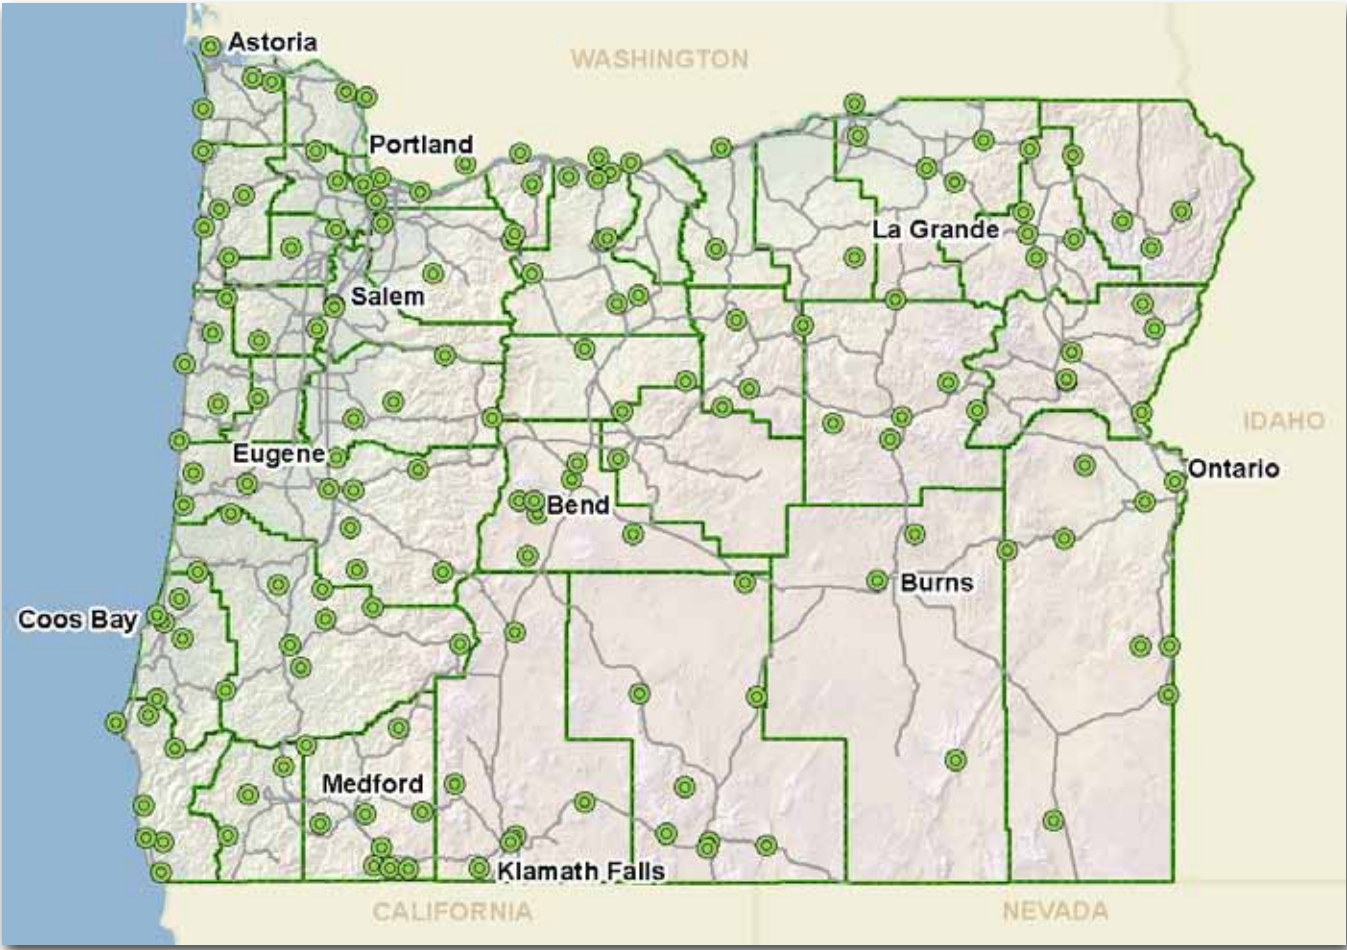 Astoria
WASHINGTON
Portland
La Grande
Salem
IDAHO
Eugene
Ontario
Bend
Burns
Coos Bay
Medford
Klamath Falls
CALIFORNIA
NEVADA